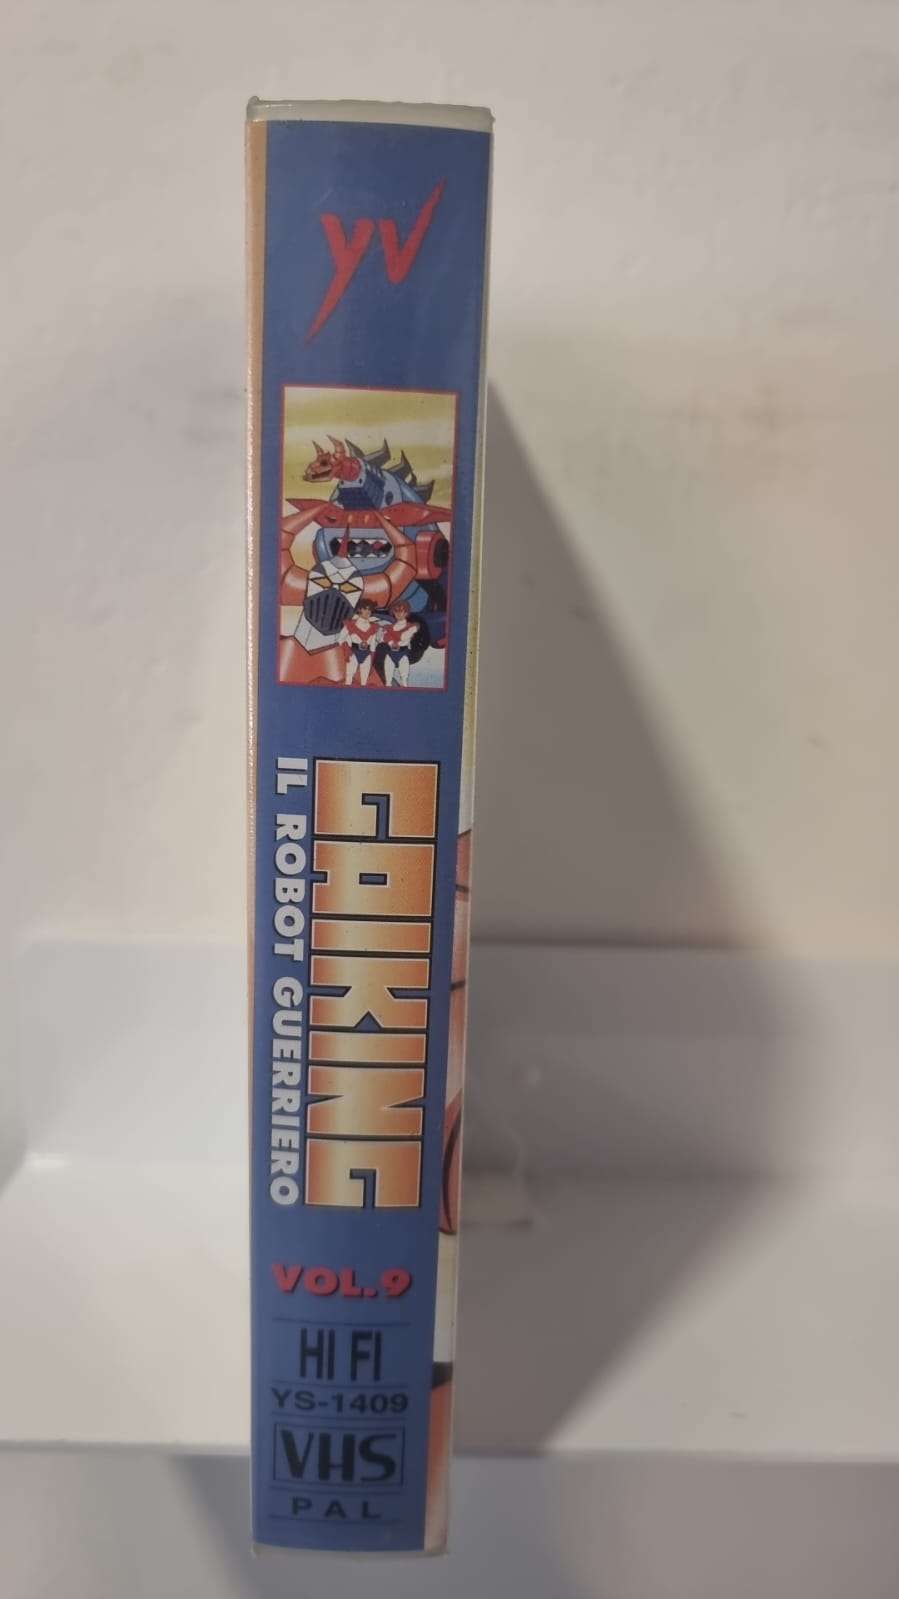 YV
GAIKING
IL ROBOT GUERRIERO
VOL.9
HI FI
YS-1409
VHS
PAL